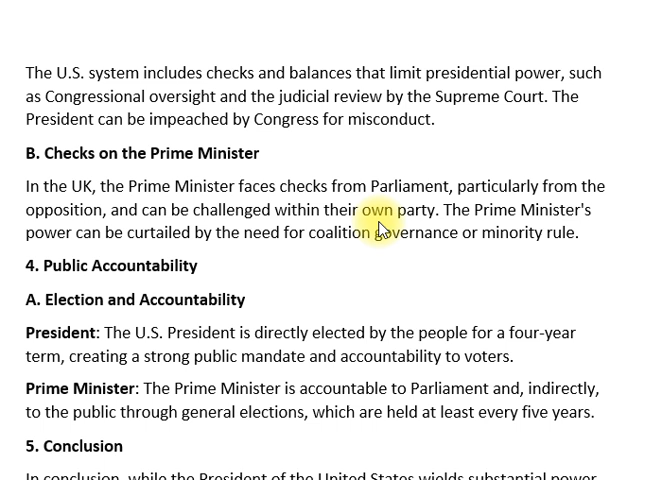 The U.S. system includes checks and balances that limit presidential power, such
as Congressional oversight and the judicial review by the Supreme Court. The
President can be impeached by Congress for misconduct.
B. Checks on the Prime Minister
In the UK, the Prime Minister faces checks from Parliament, particularly from the
opposition, and can be challenged within their own party. The Prime Minister's
power can be curtailed by the need for coalition governance or minority rule.
4. Public Accountability
A. Election and Accountability
President: The U.S. President is directly elected by the people for a four-year
term, creating a strong public mandate and accountability to voters.
Prime Minister: The Prime Minister is accountable to Parliament and, indirectly,
to the public through general elections, which are held at least every five years.
5. Conclusion
In conclusion, while the President of the United States wields substantial power